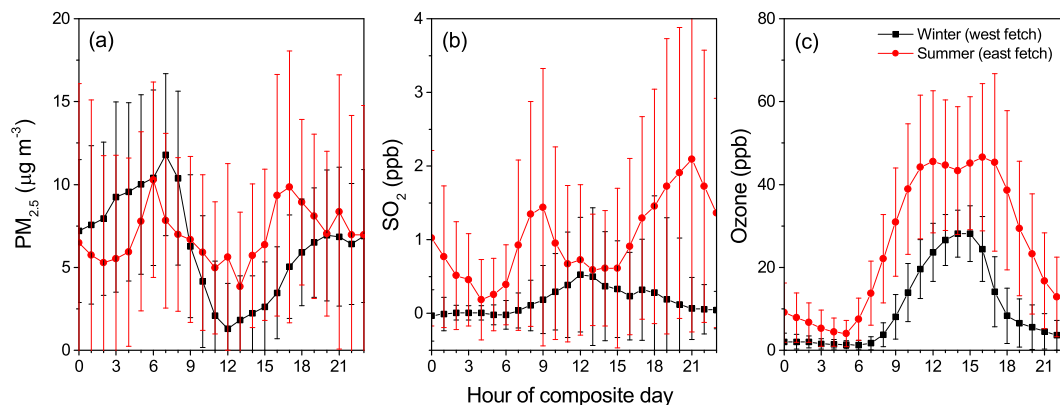 (a)
(b)
(c)
Winter (west fetch)
Summer (east fetch)
PM2.5 (μg m⁻³)
20
15
10
5
0
0 3 6 9 12 15 18 21
SO2 (ppb)
4
3
2
1
0
0 3 6 9 12 15 18 21
Ozone (ppb)
80
60
40
20
0
0 3 6 9 12 15 18 21
Hour of composite day